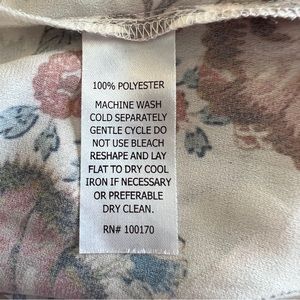 100% POLYESTER
MACHINE WASH
COLD SEPARATELY
GENTLE CYCLE DO
NOT USE BLEACH
RESHAPE AND LAY
FLAT TO DRY COOL
IRON IF NECESSARY
OR PREFERABLE
DRY CLEAN.
RN# 100170